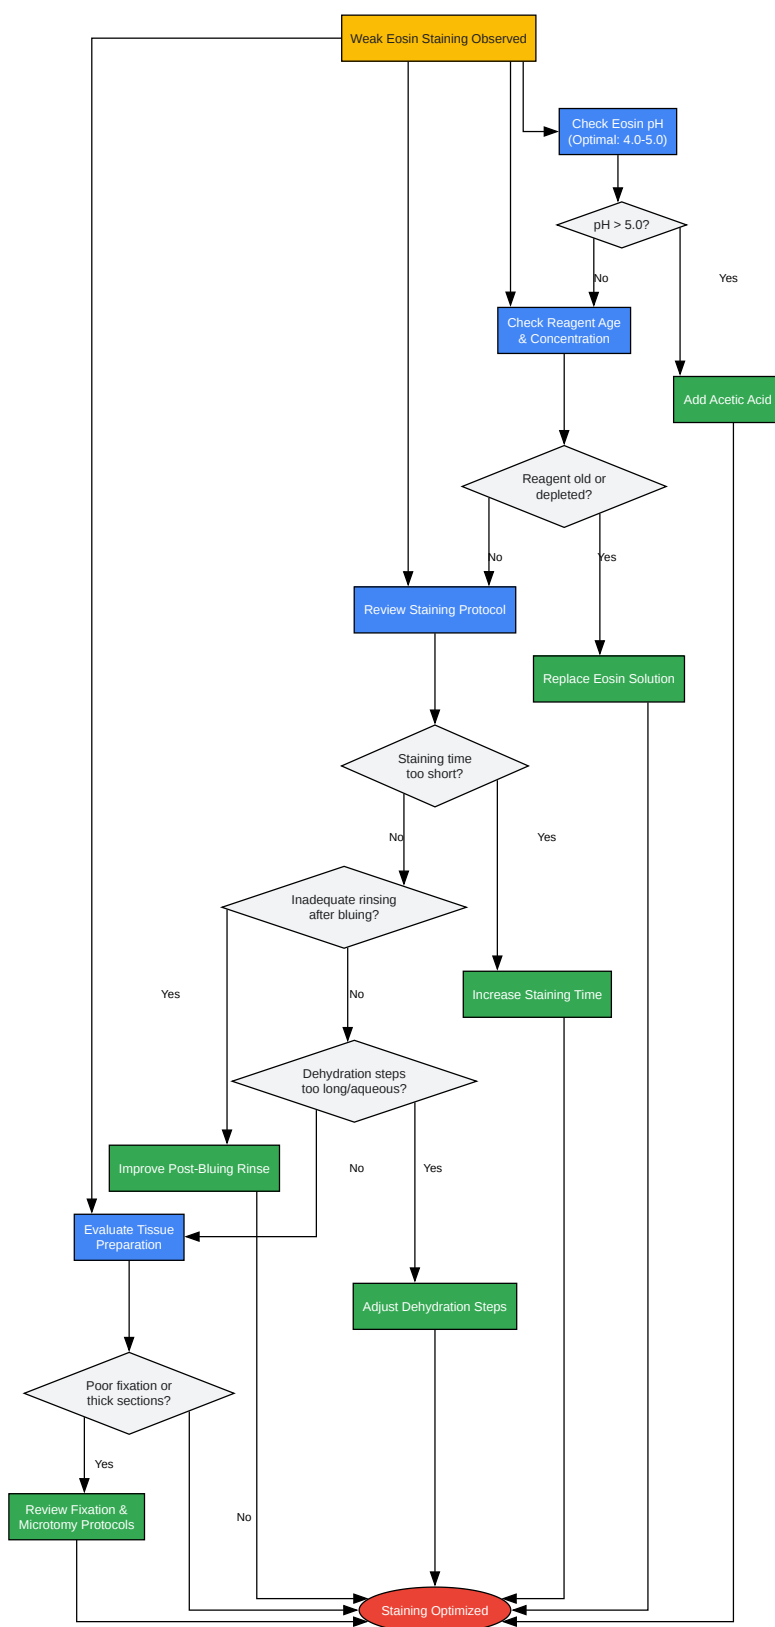 Weak Eosin Staining Observed
Check Eosin pH
(Optimal: 4.0-5.0)
pH > 5.0?
No
Yes
Check Reagent Age
& Concentration
Add Acetic Acid
Reagent old or
depleted?
No
Yes
Review Staining Protocol
Replace Eosin Solution
Staining time
too short?
No
Yes
Inadequate rinsing
after bluing?
Yes
No
Increase Staining Time
Dehydration steps
too long/aqueous?
Improve Post-Bluing Rinse
No
Yes
Evaluate Tissue
Preparation
Adjust Dehydration Steps
Poor fixation or
thick sections?
Yes
Review Fixation &
Microtomy Protocols
No
Staining Optimized